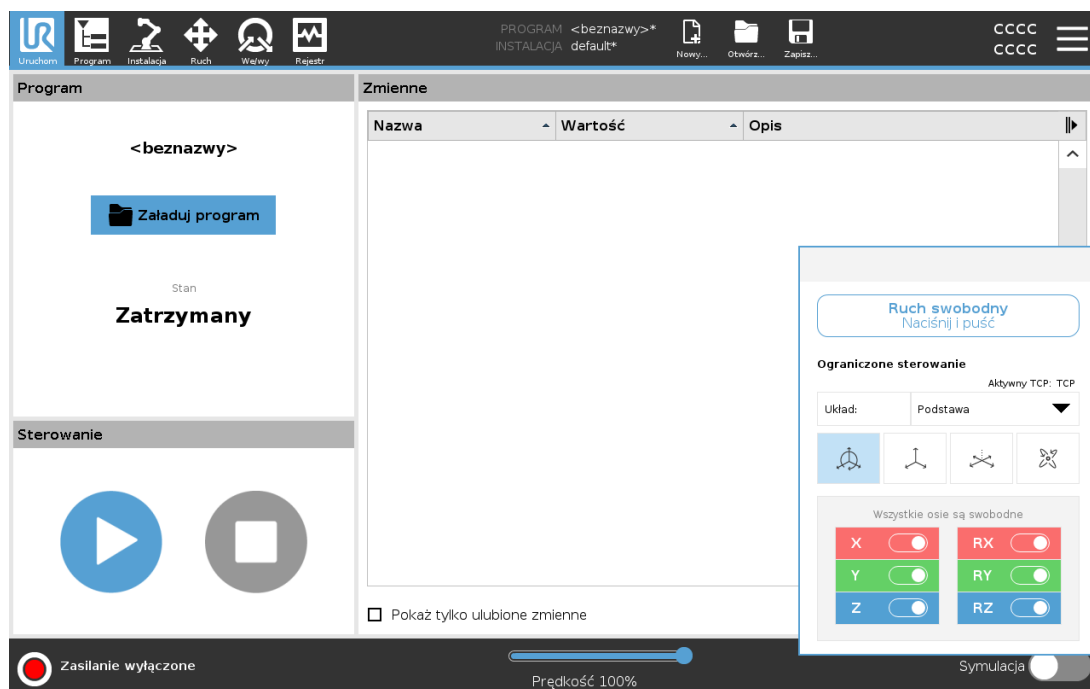 UR
PROGRAM <beznazwy>*
INSTALACJA default*
CCCC
CCCC
Uruchom Program Instalacja Ruch We/wy Rejestr
Nowy... Otwórz... Zapisz...
Program
<beznazwy>
Załaduj program
Stan
Zatrzymany
Sterowanie
Zmienne
Nazwa Wartość Opis
Pokaż tylko ulubione zmienne
Ruch swobodny
Naciśnij i puść
Ograniczone sterowanie
Aktywny TCP: TCP
Układ: Podstawa
Wszystkie osie są swobodne
X RX
Y RY
Z RZ
Zasilanie wyłączone
Prędkość 100%
Symulacja